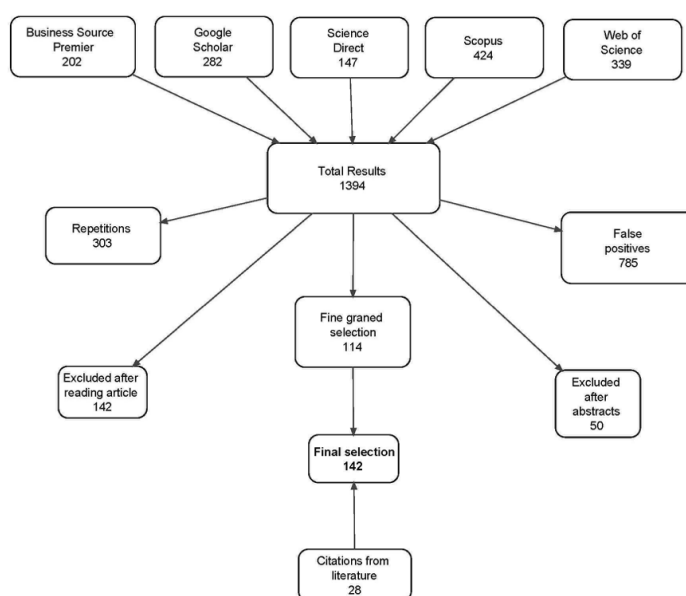 Business Source
Premier
202
Google
Scholar
282
Science
Direct
147
Scopus
424
Web of
Science
339
Total Results
1394
Repetitions
303
False
positives
785
Fine graned
selection
114
Excluded after
reading article
142
Excluded
after
abstracts
50
Final selection
142
Citations from
literature
28